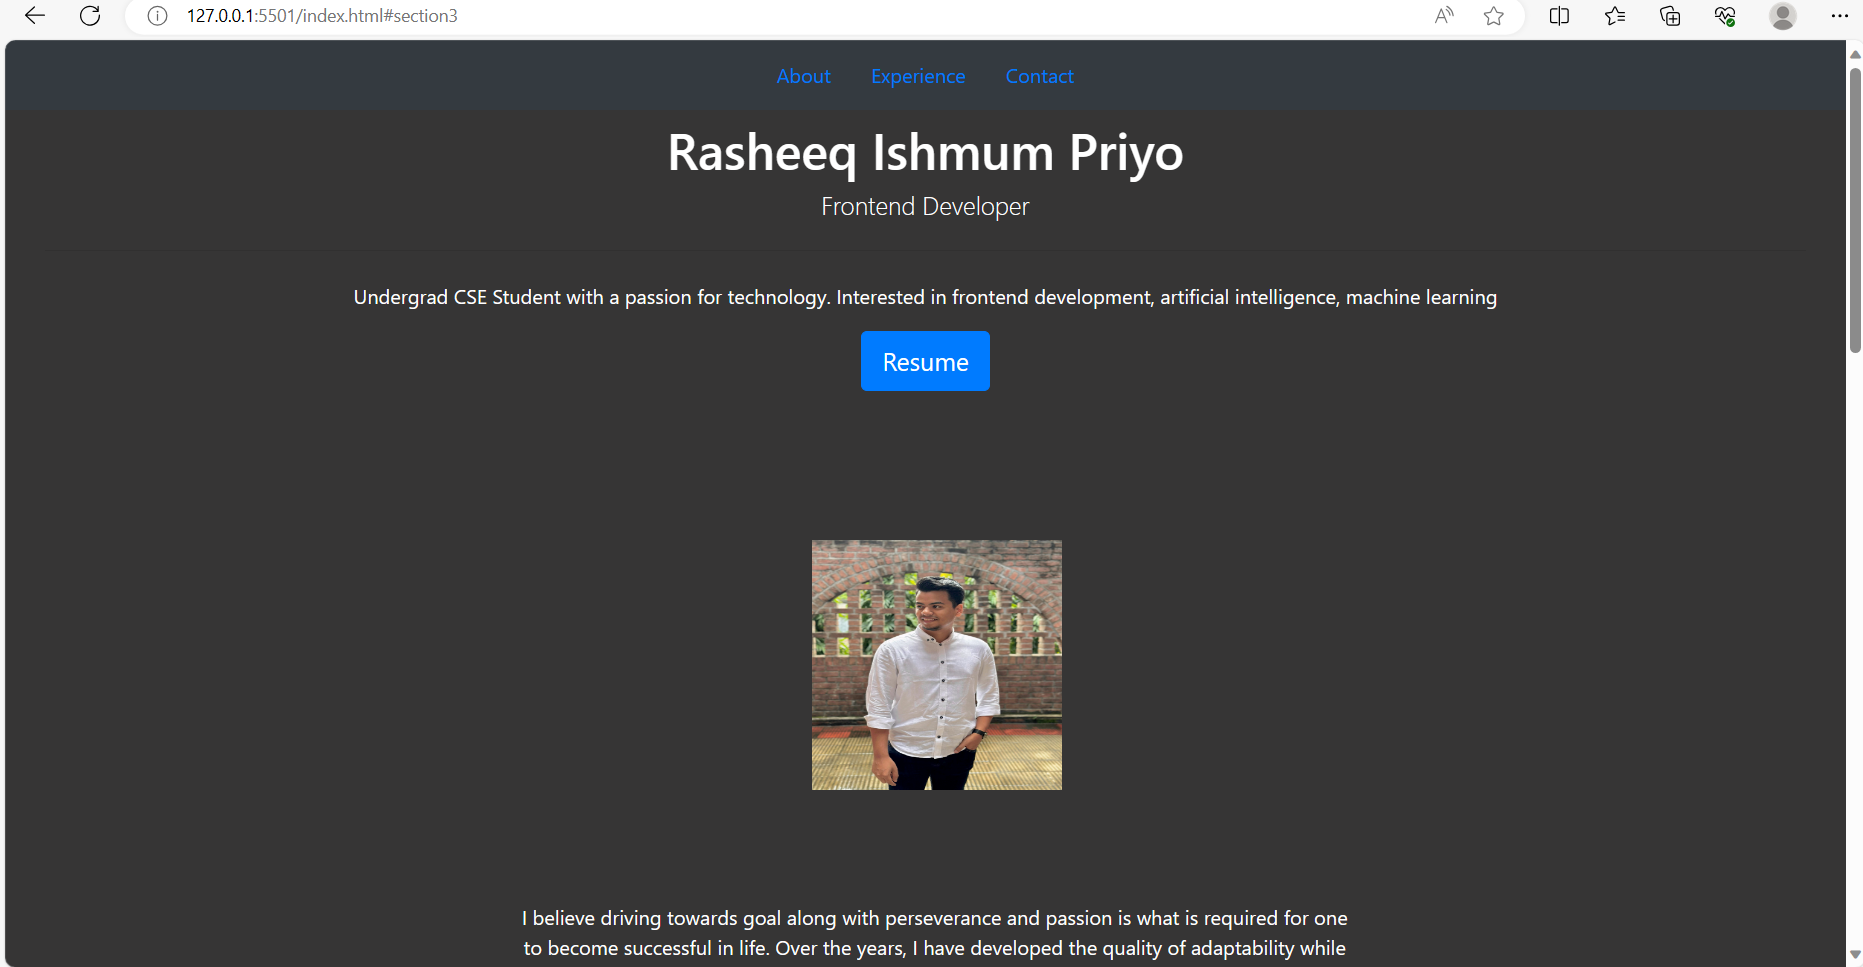 127.0.0.1:5501/index.html#section3
About Experience Contact
Rasheeq Ishmum Priyo
Frontend Developer
Undergrad CSE Student with a passion for technology. Interested in frontend development, artificial intelligence, machine learning
Resume
I believe driving towards goal along with perseverance and passion is what is required for one
to become successful in life. Over the years, I have developed the quality of adaptability while